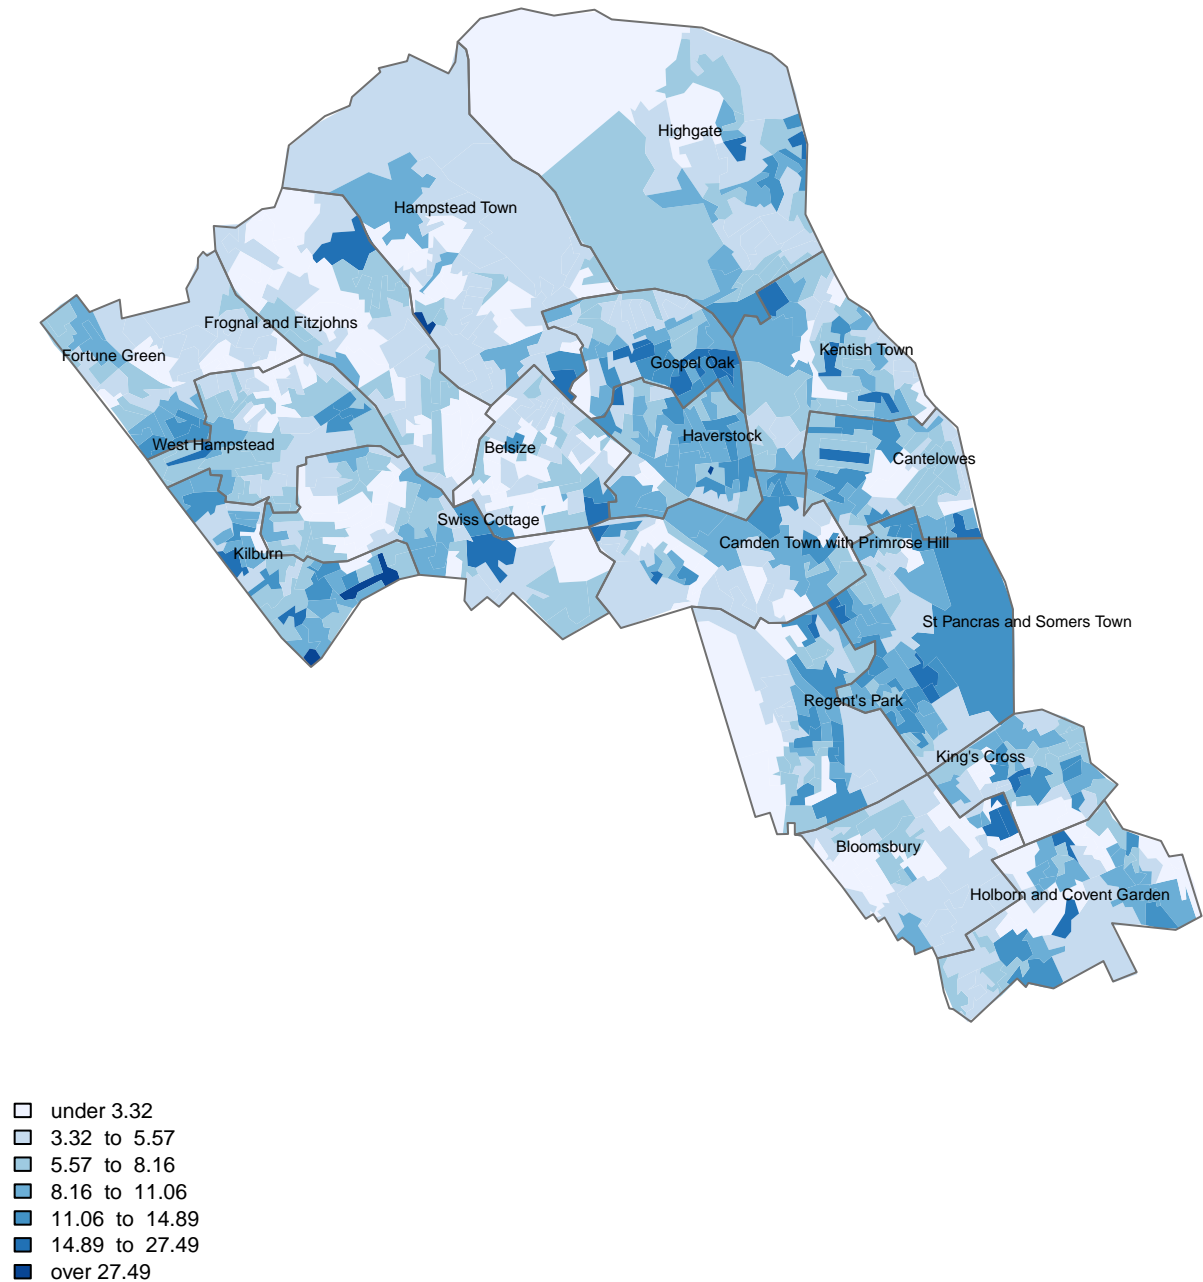 Highgate
Hampstead Town
Frognal and Fitzjohns
Fortune Green
Kentish Town
Gospel Oak
Haverstock
West Hampstead
Belsize
Cantelowes
Swiss Cottage
Camden Town with Primrose Hill
Kilburn
St Pancras and Somers Town
Regent's Park
King's Cross
Bloomsbury
Holborn and Covent Garden
under 3.32
3.32 to 5.57
5.57 to 8.16
8.16 to 11.06
11.06 to 14.89
14.89 to 27.49
over 27.49